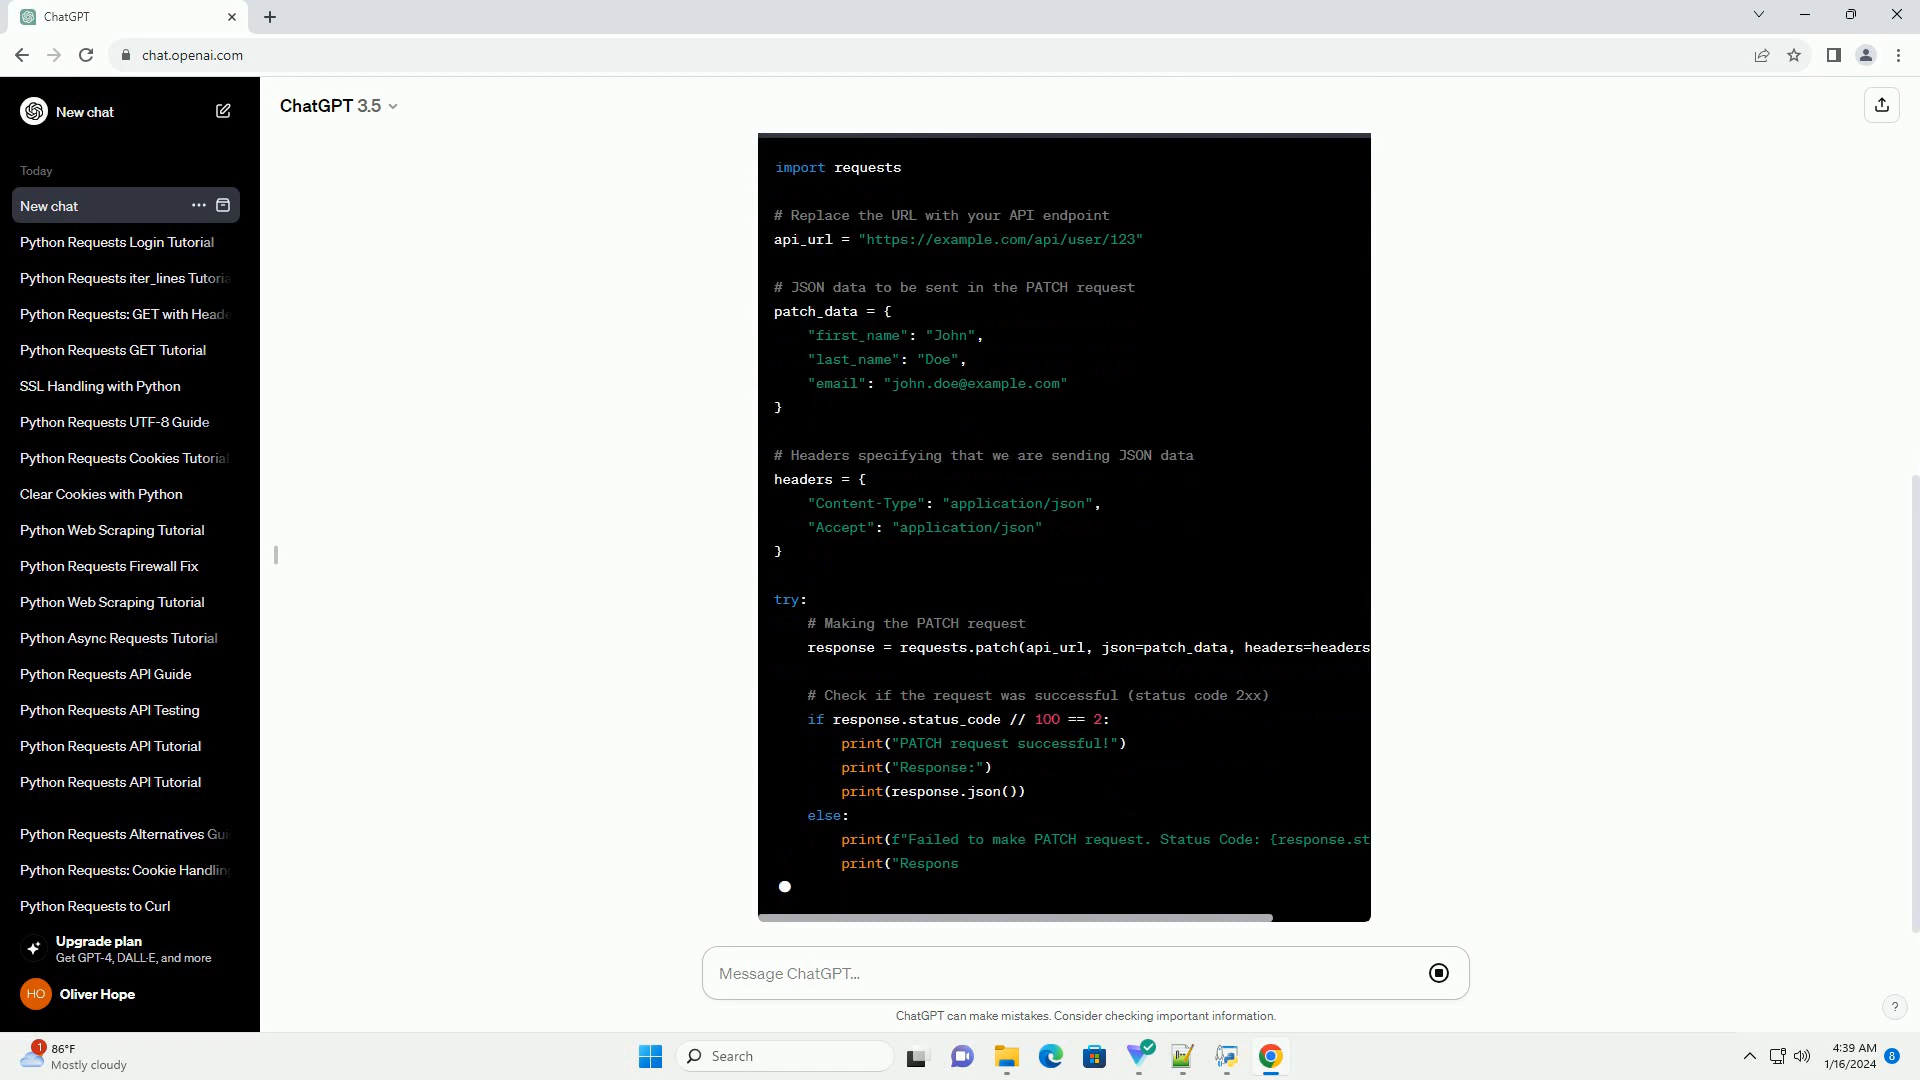 ChatGPT
chat.openai.com
New chat
ChatGPT 3.5
Today
New chat
Python Requests Login Tutorial
Python Requests iter_lines Tutoria
Python Requests: GET with Heade
Python Requests GET Tutorial
SSL Handling with Python
Python Requests UTF-8 Guide
Python Requests Cookies Tutorial
Clear Cookies with Python
Python Web Scraping Tutorial
Python Requests Firewall Fix
Python Web Scraping Tutorial
Python Async Requests Tutorial
Python Requests API Guide
Python Requests API Testing
Python Requests API Tutorial
Python Requests API Tutorial
Python Requests Alternatives Gui
Python Requests: Cookie Handling
Python Requests to Curl
Upgrade plan
Get GPT-4, DALL·E, and more
HO Oliver Hope
import requests
# Replace the URL with your API endpoint
api_url = "https://example.com/api/user/123"
# JSON data to be sent in the PATCH request
patch_data = {
"first_name": "John",
"last_name": "Doe",
"email": "john.doe@example.com"
}
# Headers specifying that we are sending JSON data
headers = {
"Content-Type": "application/json",
"Accept": "application/json"
}
try:
# Making the PATCH request
response = requests.patch(api_url, json=patch_data, headers=headers
# Check if the request was successful (status code 2xx)
if response.status_code // 100 == 2:
print("PATCH request successful!")
print("Response:")
print(response.json())
else:
print(f"Failed to make PATCH request. Status Code: {response.st
print("Respons
Message ChatGPT...
ChatGPT can make mistakes. Consider checking important information.
?
1
86°F
Mostly cloudy
Search
4:39 AM
1/16/2024
8